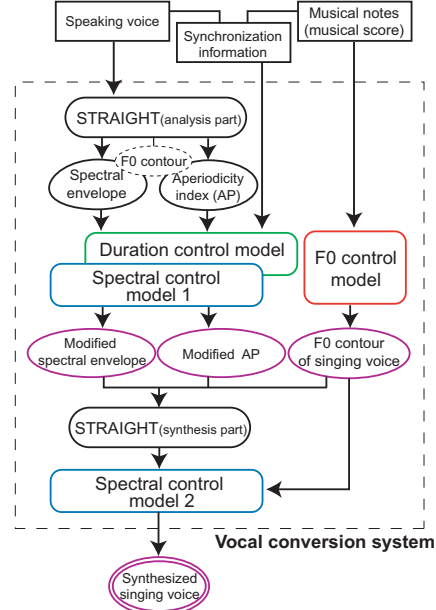 Speaking voice
Synchronization
information
Musical notes
(musical score)
STRAIGHT(analysis part)
F0 contour
Spectral
envelope
Aperiodicity
index (AP)
Duration control model
Spectral control
model 1
F0 control
model
Modified
spectral envelope
Modified AP
F0 contour
of singing voice
STRAIGHT(synthesis part)
Spectral control
model 2
Vocal conversion system
Synthesized
singing voice